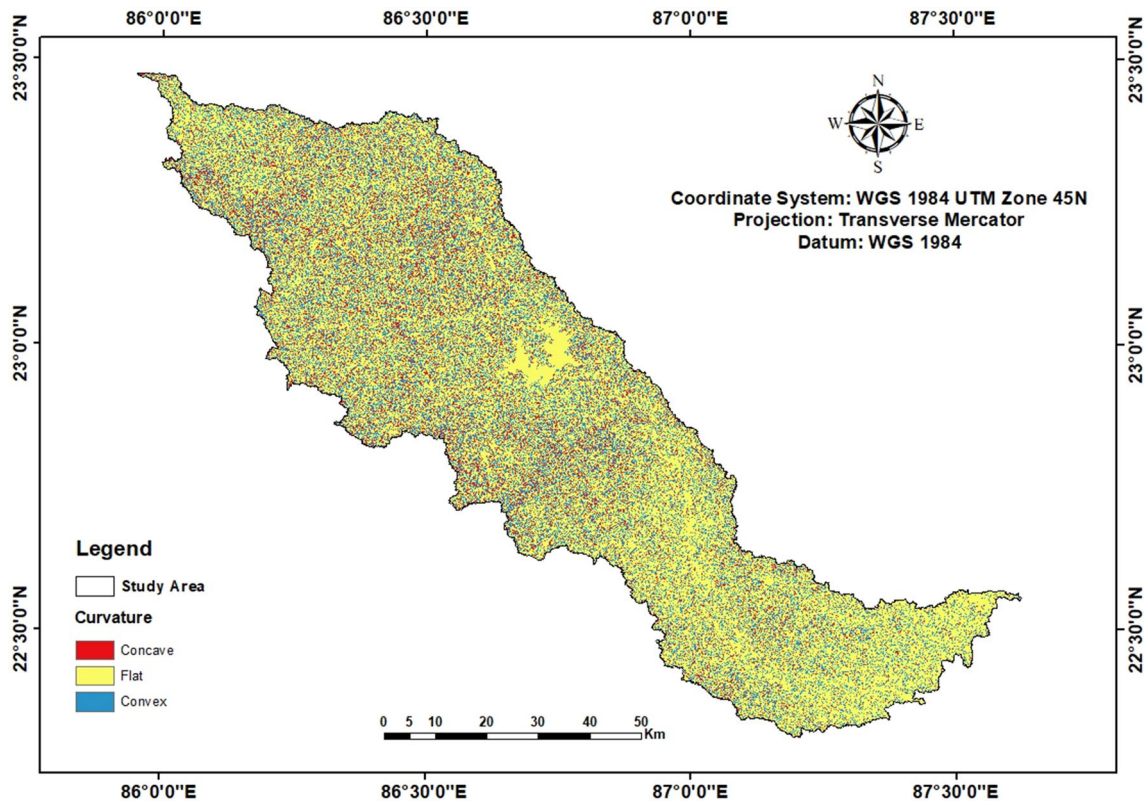 86°0'0"E 86°30'0"E 87°0'0"E 87°30'0"E
23°30'0"N 23°30'0"N
N
W E
S
Coordinate System: WGS 1984 UTM Zone 45N
Projection: Transverse Mercator
Datum: WGS 1984
23°0'0"N 23°0'0"N
Legend
Study Area
Curvature
Concave
Flat
Convex
22°30'0"N 22°30'0"N
0 5 10 20 30 40 50
Km
86°0'0"E 86°30'0"E 87°0'0"E 87°30'0"E